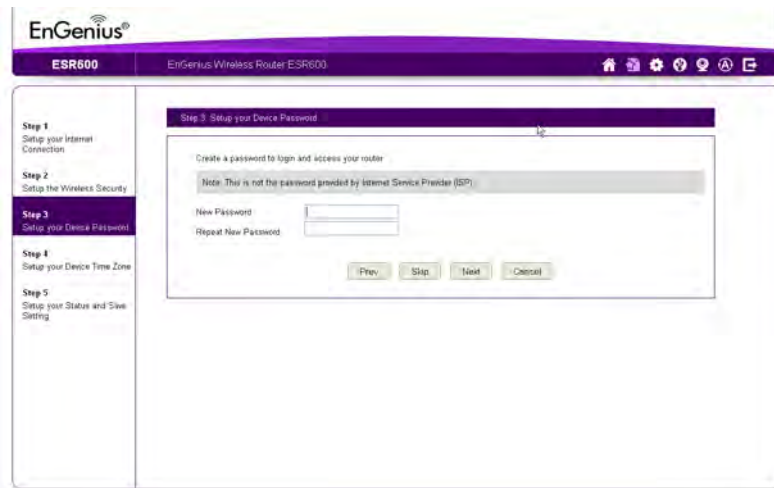 EnGenius®
ESR600
EnGenius Wireless Router ESR600
Step 1
Setup your Internet
Connection
Step 2
Setup the Wireless Security
Step 3
Setup your Device Password
Step 4
Setup your Device Time Zone
Step 5
Setup your Status and Save
Setting
Step 3: Setup your Device Password
Create a password to login and access your router
Note: This is not the password provided by Internet Service Provider (ISP)
New Password
Repeat New Password
Prev Skip Next Cancel